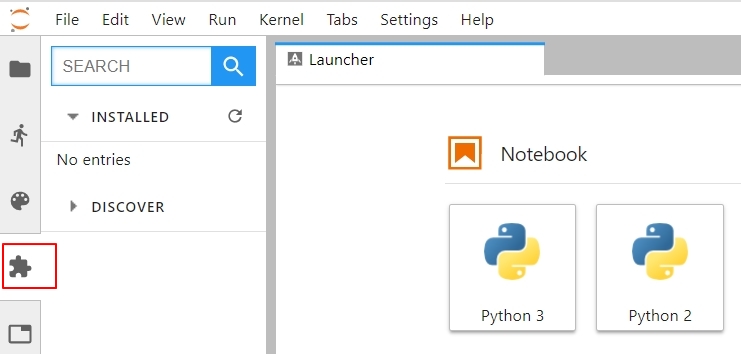 File Edit View Run Kernel Tabs Settings Help
SEARCH
INSTALLED
No entries
DISCOVER
Launcher
Notebook
Python 3 Python 2